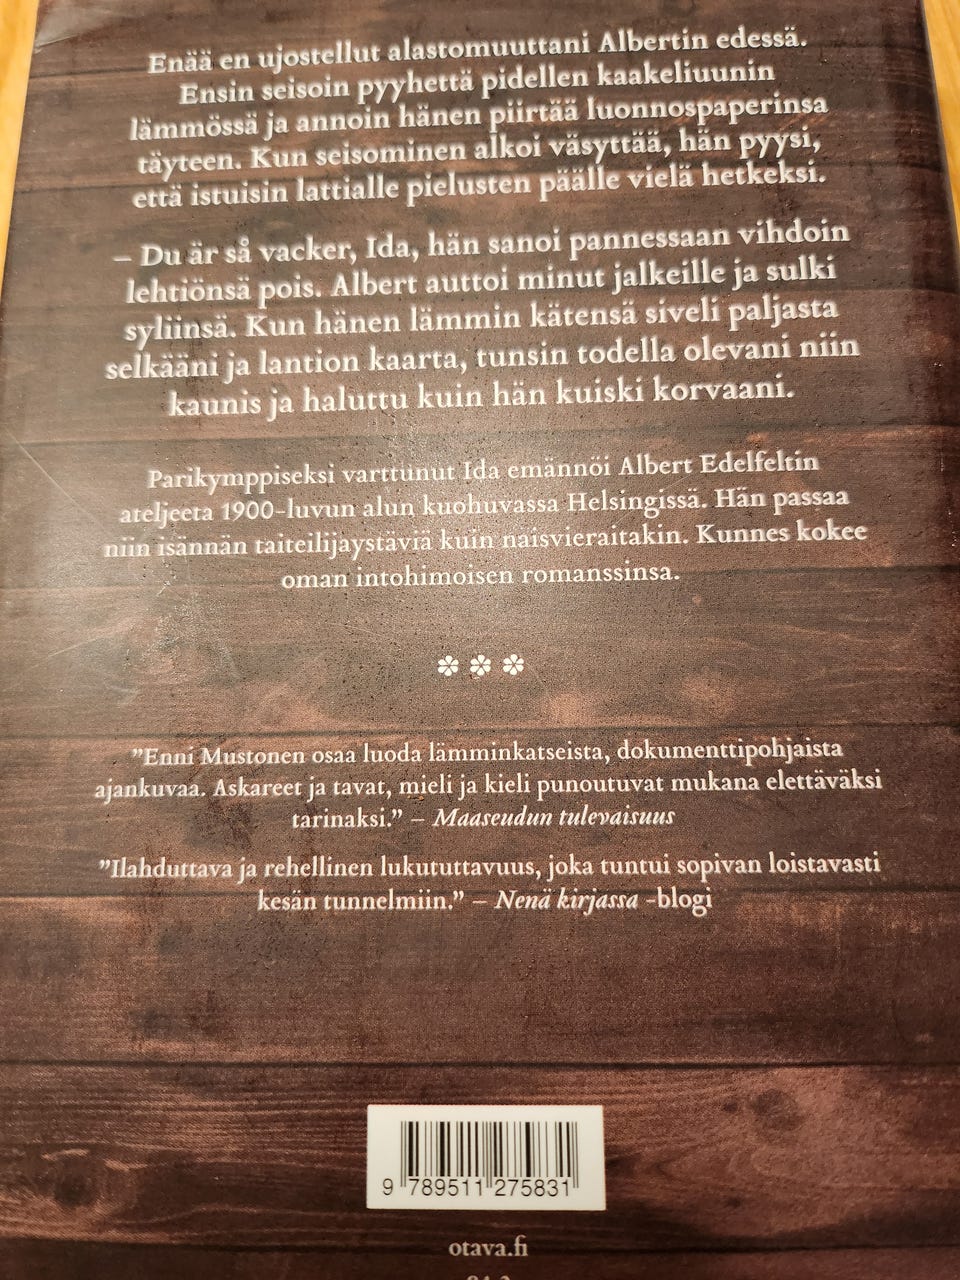 Enää en ujostellut alastomuuttani Albertin edessä.
Ensin seisoin pyyhettä pidellen kaakeliuunin
lämmössä ja annoin hänen piirtää luonnospaperinsa
täyteen. Kun seisominen alkoi väsyttää, hän pyysi,
että istuisin lattialle pielusten päälle vielä hetkeksi.
– Du är så vacker, Ida, hän sanoi pannessaan vihdoin
lehtiönsä pois. Albert auttoi minut jalkeille ja sulki
syliinsä. Kun hänen lämmin kätensä siveli paljasta
selkääni ja lantion kaarta, tunsin todella olevani niin
kaunis ja haluttu kuin hän kuiski korvaani.
Parikymppiseksi varttunut Ida emännöi Albert Edelfeltin
ateljeeta 1900-luvun alun kuohuvassa Helsingissä. Hän passaa
niin isännän taiteilijaystäviä kuin naisvieraitakin. Kunnes kokee
oman intohimoisen romanssinsa.
"Enni Mustonen osaa luoda lämminkatseista, dokumenttipohjaista
ajankuvaa. Askareet ja tavat, mieli ja kieli punoutuvat mukana elettäväksi
tarinaksi." – Maaseudun tulevaisuus
"Ilahduttava ja rehellinen lukututtavuus, joka tuntui sopivan loistavasti
kesän tunnelmiin." – Nenä kirjassa -blogi
9 789511 275831
otava.fi